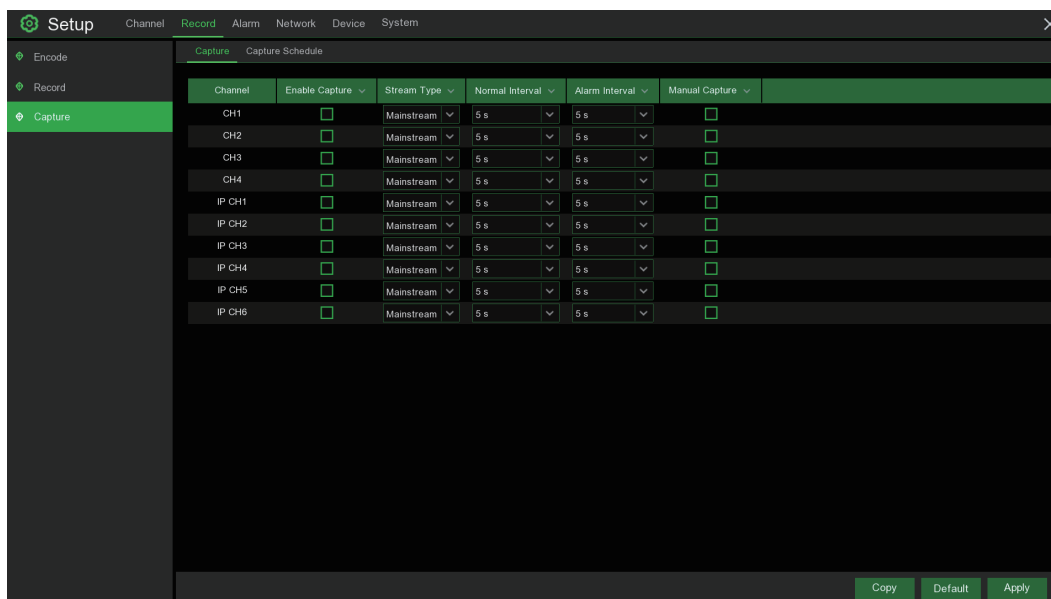 Setup Channel Record Alarm Network Device System
Encode
Record
Capture
Capture Capture Schedule
Channel Enable Capture Stream Type Normal Interval Alarm Interval Manual Capture
CH1 Mainstream 5 s 5 s
CH2 Mainstream 5 s 5 s
CH3 Mainstream 5 s 5 s
CH4 Mainstream 5 s 5 s
IP CH1 Mainstream 5 s 5 s
IP CH2 Mainstream 5 s 5 s
IP CH3 Mainstream 5 s 5 s
IP CH4 Mainstream 5 s 5 s
IP CH5 Mainstream 5 s 5 s
IP CH6 Mainstream 5 s 5 s
Copy Default Apply